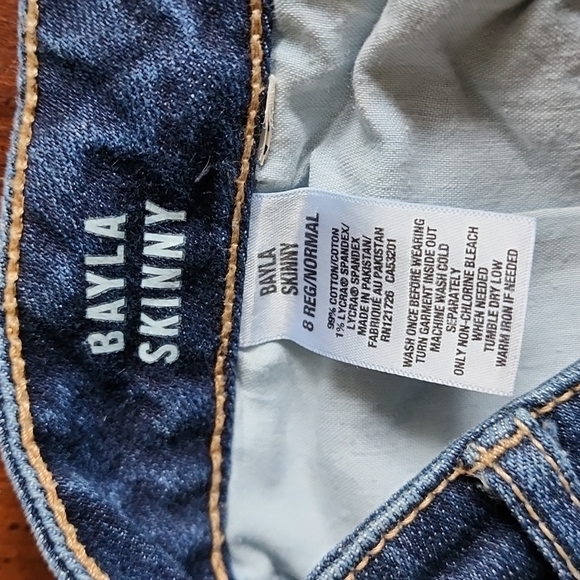 BAYLA
SKINNY
BAYLA
SKINNY
8 REG/NORMAL
99% COTTON/COTON
1% LYCRA® SPANDEX/
LYCRA® SPANDEX
MADE IN PAKISTAN/
FABRIQUÉ AU PAKISTAN
RN121726 CA53201
WASH ONCE BEFORE WEARING
TURN GARMENT INSIDE OUT
MACHINE WASH COLD
SEPARATELY
ONLY NON-CHLORINE BLEACH
WHEN NEEDED
TUMBLE DRY LOW
WARM IRON IF NEEDED